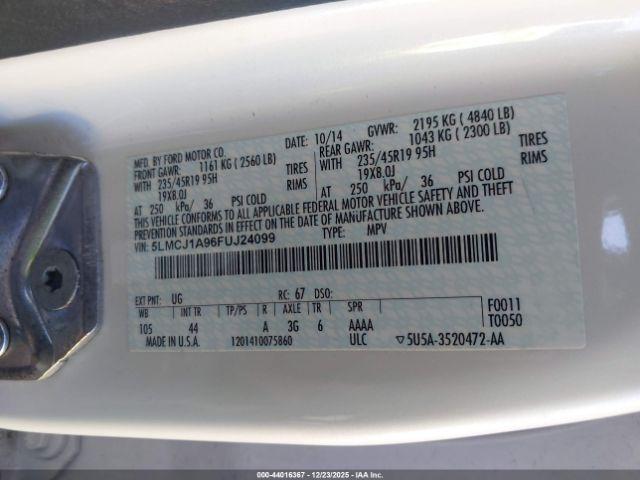 MFD. BY FORD MOTOR CO. DATE: 10/14 GVWR: 2195 KG ( 4840 LB)
FRONT GAWR: 1161 KG ( 2560 LB) REAR GAWR: 1043 KG ( 2300 LB)
WITH 235/45R19 95H TIRES WITH 235/45R19 95H TIRES
19X8.0J RIMS 19X8.0J RIMS
AT 250 kPa/ 36 PSI COLD AT 250 kPa/ 36 PSI COLD
THIS VEHICLE CONFORMS TO ALL APPLICABLE FEDERAL MOTOR VEHICLE SAFETY AND THEFT
PREVENTION STANDARDS IN EFFECT ON THE DATE OF MANUFACTURE SHOWN ABOVE.
VIN: 5LMCJ1A96FUJ24099 TYPE: MPV
EXT PNT: UG RC: 67 DSO: F0011
WB INT TR TP/PS R AXLE TR SPR T0050
105 44 A 3G 6 AAAA
MADE IN U.S.A. 1201410075860 ULC ▽5U5A-3520472-AA
000-44016367 - 12/23/2025 - Copyright © IAA, Inc.